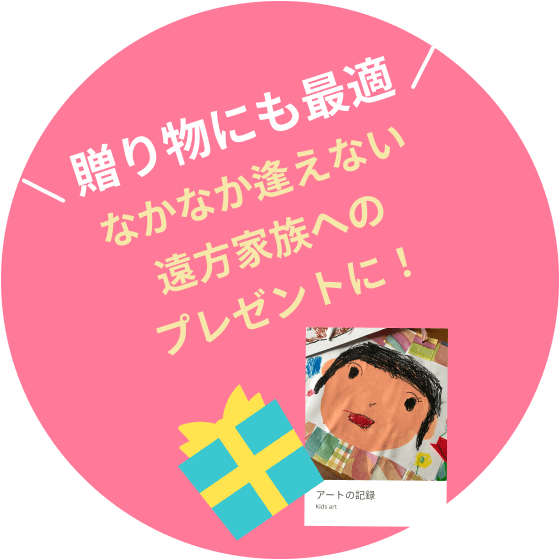 贈り物にも最適
なかなか逢えない
遠方家族への
プレゼントに！
アートの記録
Kids art